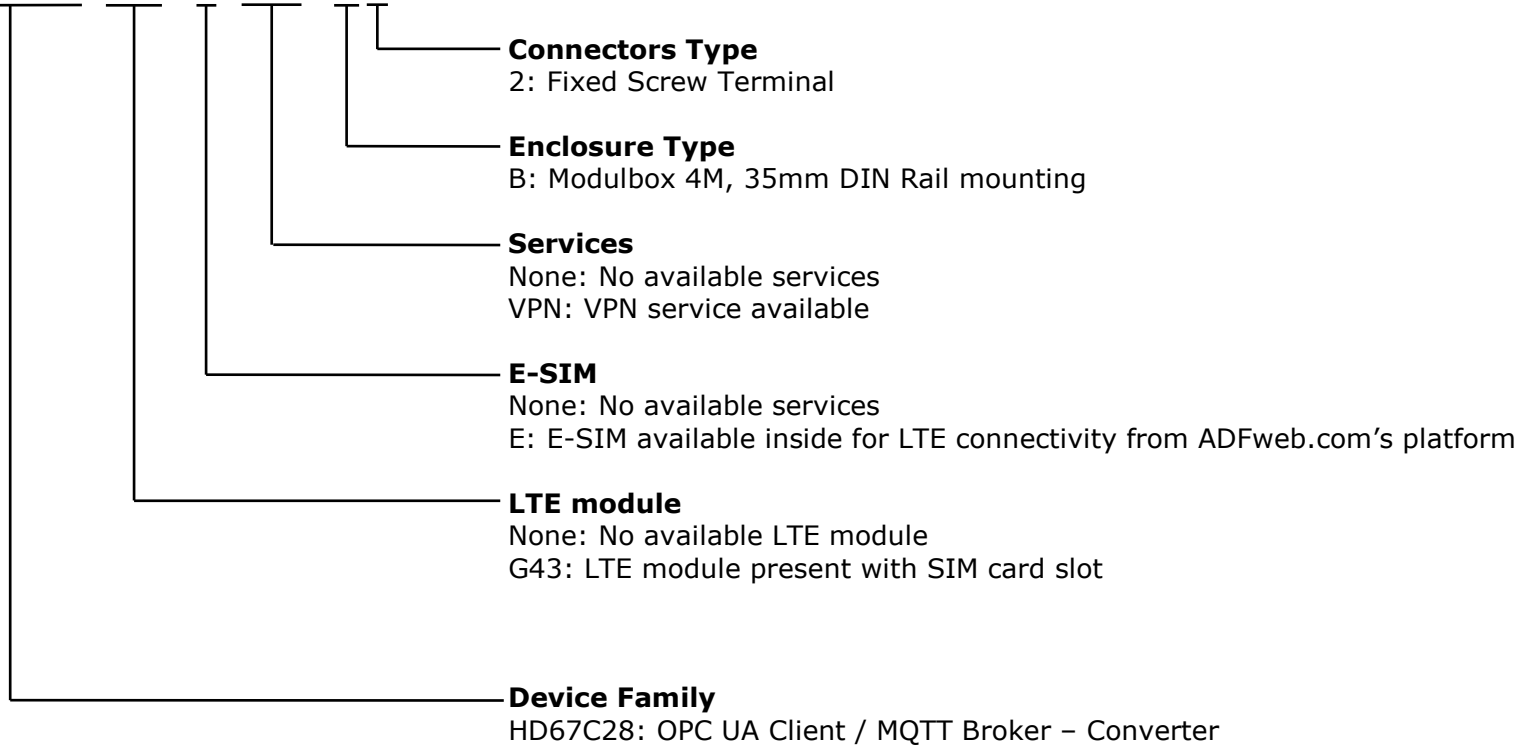 Connectors Type
2: Fixed Screw Terminal
Enclosure Type
B: Modulbox 4M, 35mm DIN Rail mounting
Services
None: No available services
VPN: VPN service available
E-SIM
None: No available services
E: E-SIM available inside for LTE connectivity from ADFweb.com’s platform
LTE module
None: No available LTE module
G43: LTE module present with SIM card slot
Device Family
HD67C28: OPC UA Client / MQTT Broker – Converter